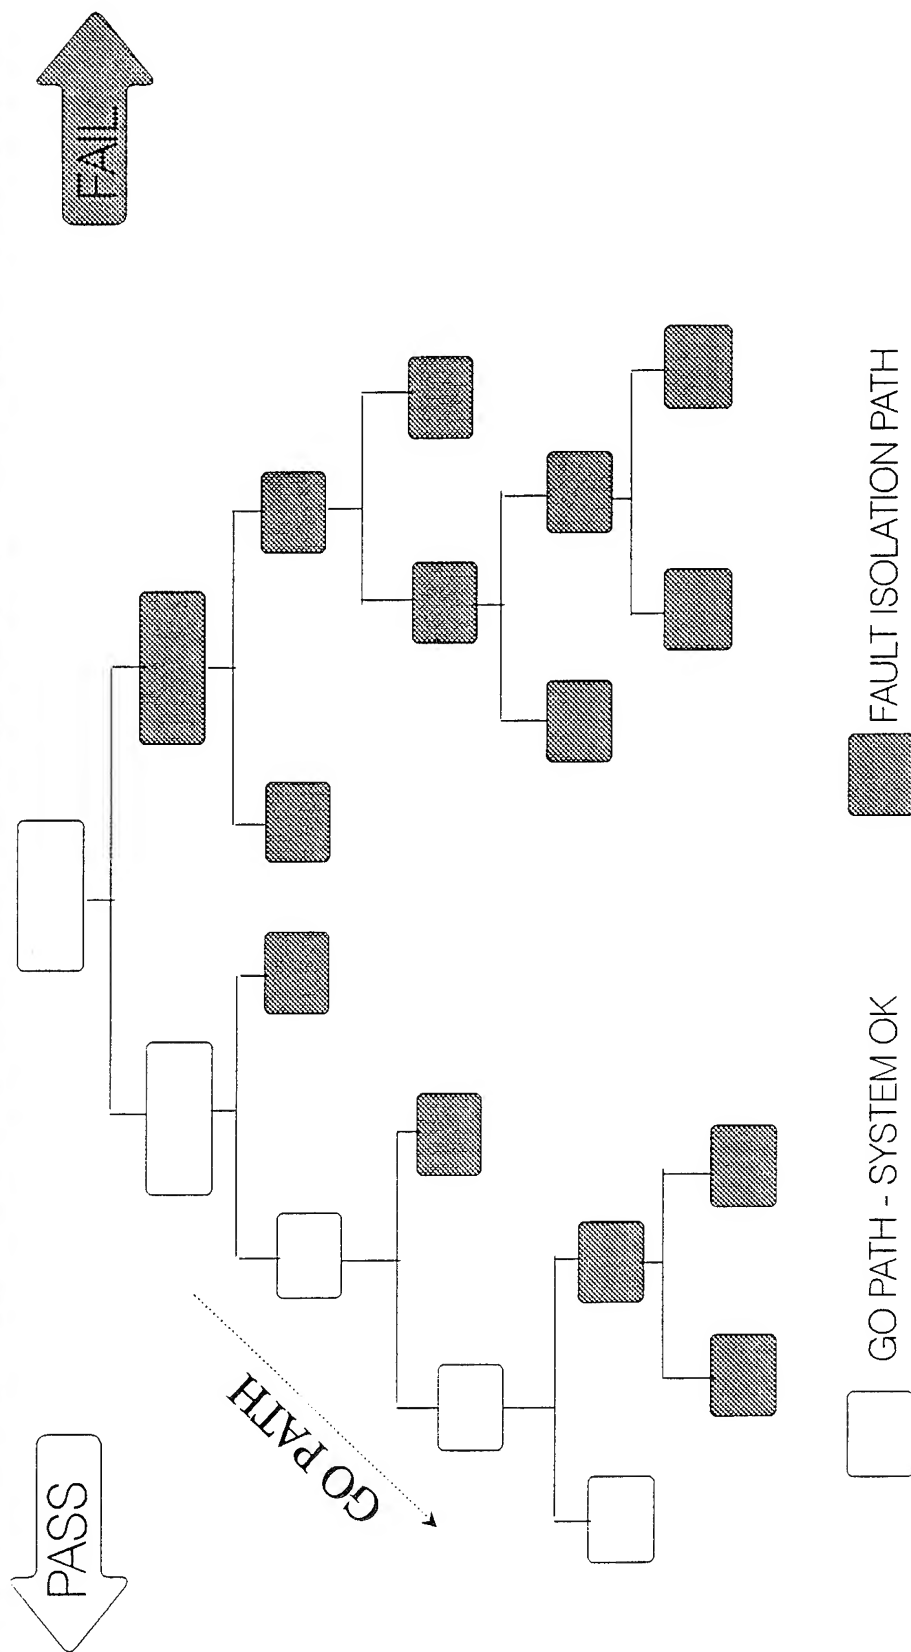 PASS
FAIL
GO PATH
GO PATH - SYSTEM OK
FAULT ISOLATION PATH